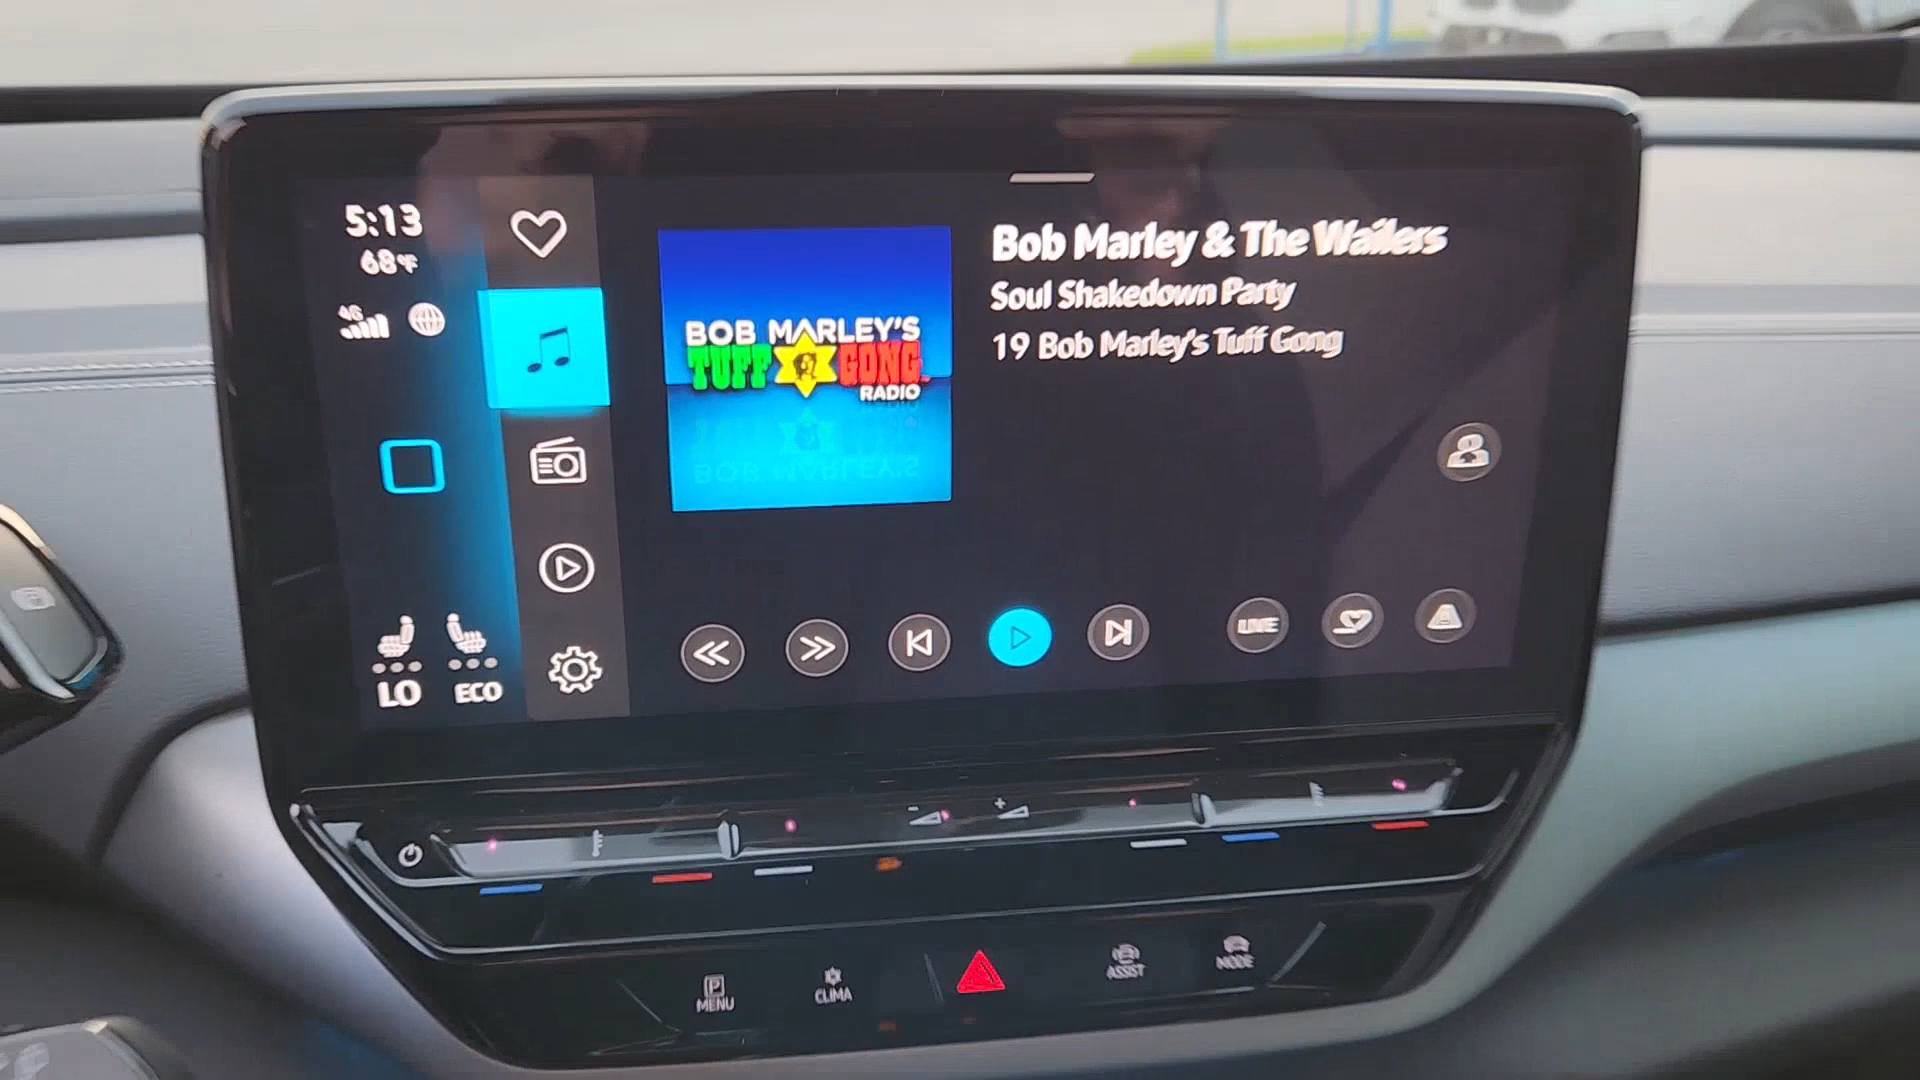 5:13
68°F
4G
LO
ECO
BOB MARLEY'S
TUFF GONG
RADIO
Bob Marley & The Wailers
Soul Shakedown Party
19 Bob Marley's Tuff Gong
LIVE
P
MENU
CLIMA
ASSIST
MODE